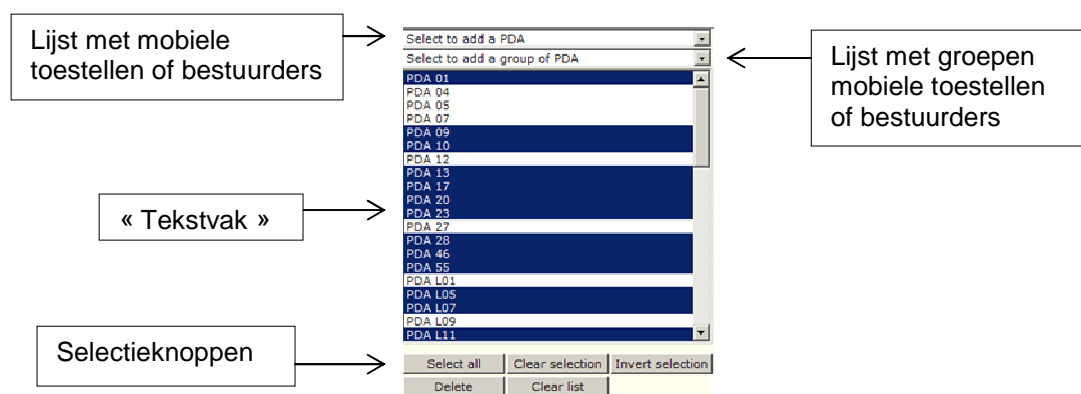 Lijst met mobiele
toestellen of bestuurders
Select to add a PDA
Select to add a group of PDA
Lijst met groepen
mobiele toestellen
of bestuurders
PDA 01
PDA 04
PDA 05
PDA 07
PDA 09
PDA 10
PDA 12
PDA 13
PDA 17
PDA 20
PDA 23
PDA 27
PDA 28
PDA 46
PDA 55
PDA L01
PDA L05
PDA L07
PDA L09
PDA L11
« Tekstvak »
Selectieknoppen
Select all Clear selection Invert selection
Delete Clear list